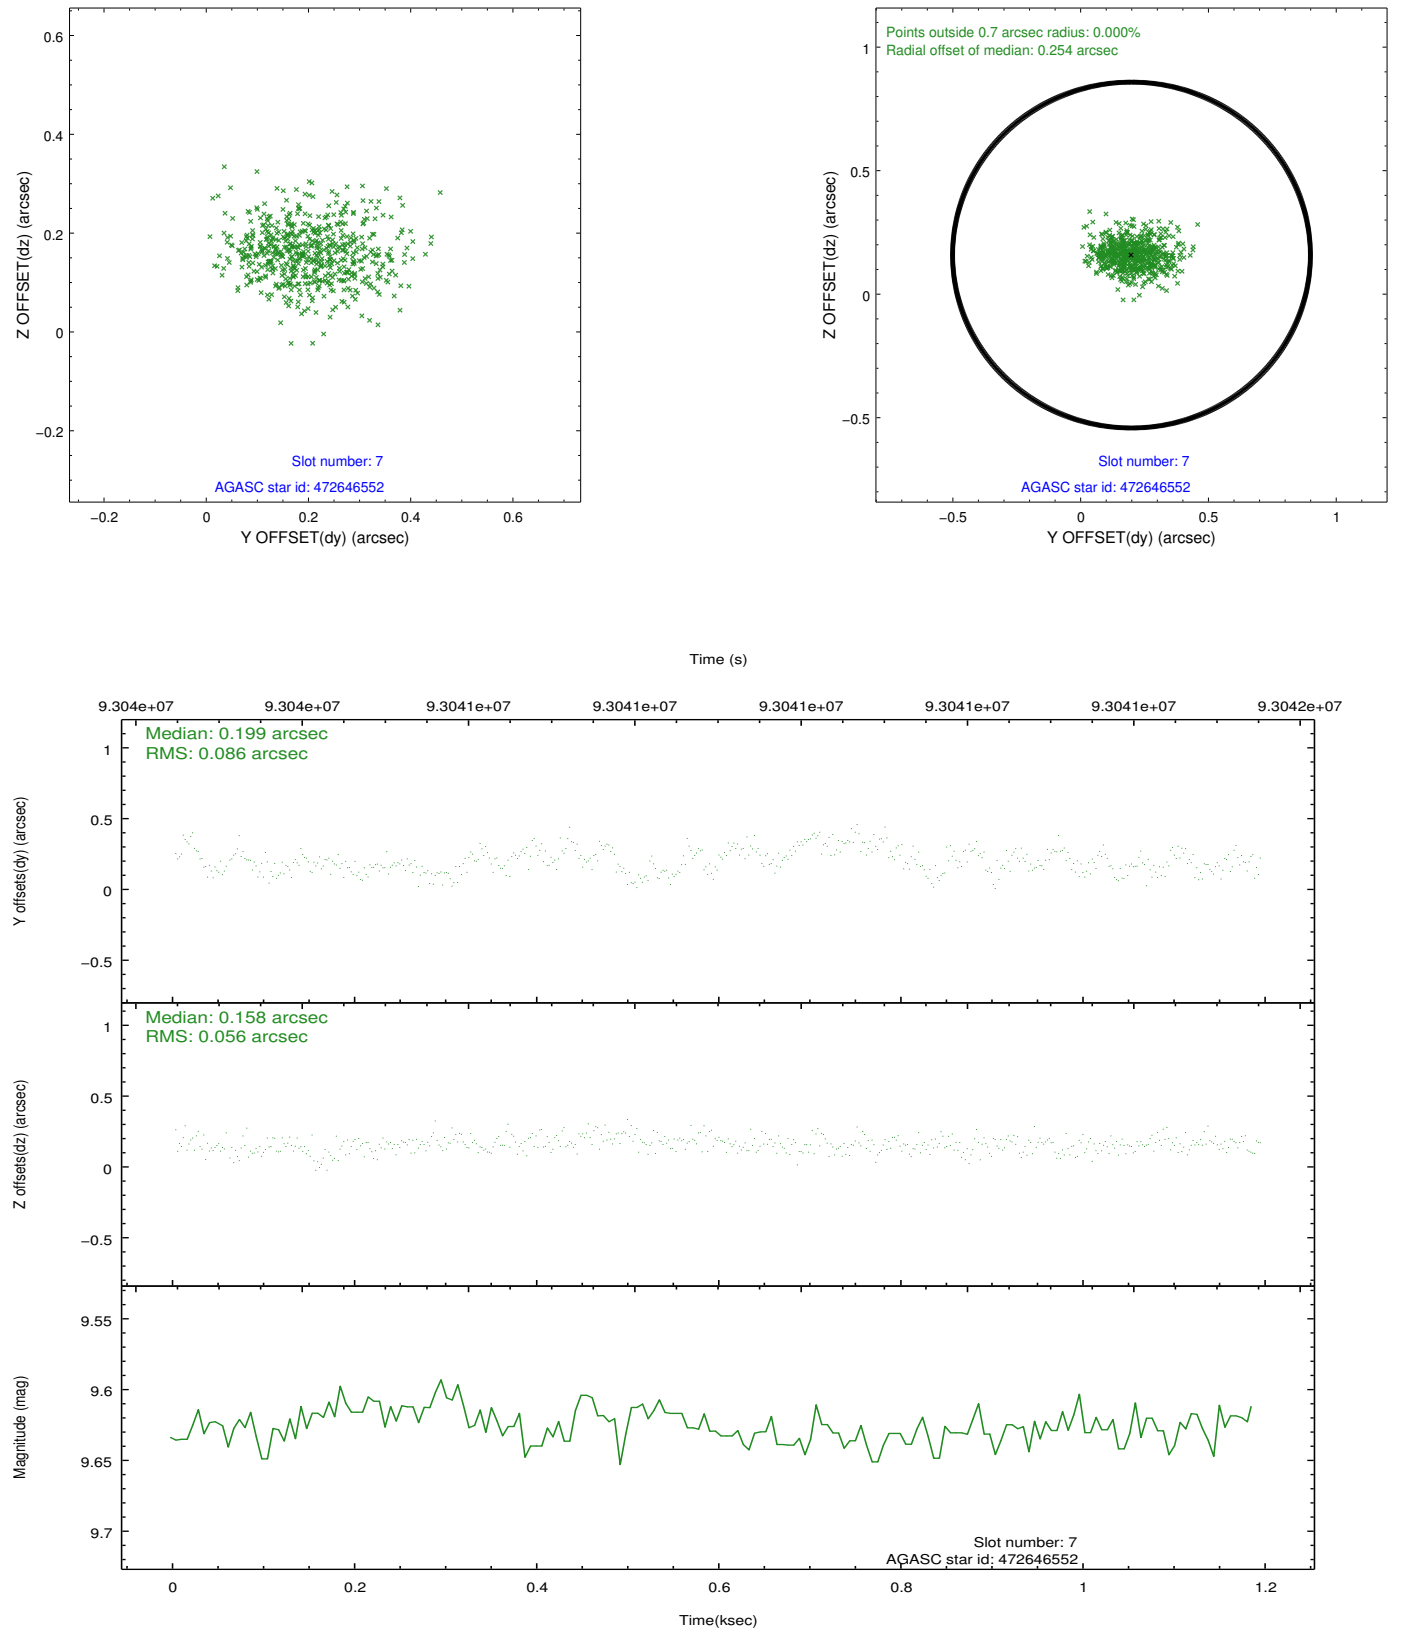 0.6
0.4
0.2
0
−0.2
Z OFFSET(dz) (arcsec)
Slot number: 7
AGASC star id: 472646552
−0.2 0 0.2 0.4 0.6
Y OFFSET(dy) (arcsec)
Points outside 0.7 arcsec radius: 0.000%
Radial offset of median: 0.254 arcsec
1
0.5
0
−0.5
Z OFFSET(dz) (arcsec)
Slot number: 7
AGASC star id: 472646552
−0.5 0 0.5 1
Y OFFSET(dy) (arcsec)
Time (s)
9.304e+07 9.304e+07 9.3041e+07 9.3041e+07 9.3041e+07 9.3041e+07 9.3041e+07 9.3042e+07
Median: 0.199 arcsec
RMS: 0.086 arcsec
1
0.5
0
−0.5
Y offsets(dy) (arcsec)
Median: 0.158 arcsec
RMS: 0.056 arcsec
1
0.5
0
−0.5
Z offsets(dz) (arcsec)
9.55
9.6
9.65
9.7
Magnitude (mag)
Slot number: 7
AGASC star id: 472646552
0 0.2 0.4 0.6 0.8 1 1.2
Time(ksec)